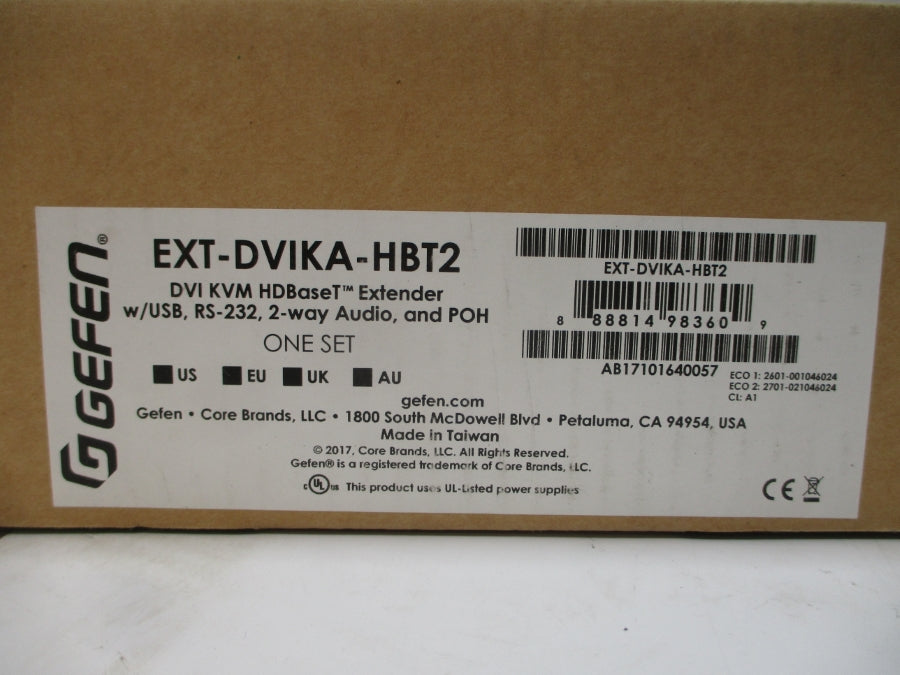 GEFEN®
EXT-DVIKA-HBT2
DVI KVM HDBaseT™ Extender
w/USB, RS-232, 2-way Audio, and POH
ONE SET
US EU UK AU
EXT-DVIKA-HBT2
8 88814 98360 9
AB17101640057
ECO 1: 2601-001046024
ECO 2: 2701-021046024
CL: A1
gefen.com
Gefen • Core Brands, LLC • 1800 South McDowell Blvd • Petaluma, CA 94954, USA
Made in Taiwan
© 2017, Core Brands, LLC. All Rights Reserved.
Gefen® is a registered trademark of Core Brands, LLC.
c UL us This product uses UL-Listed power supplies
CE